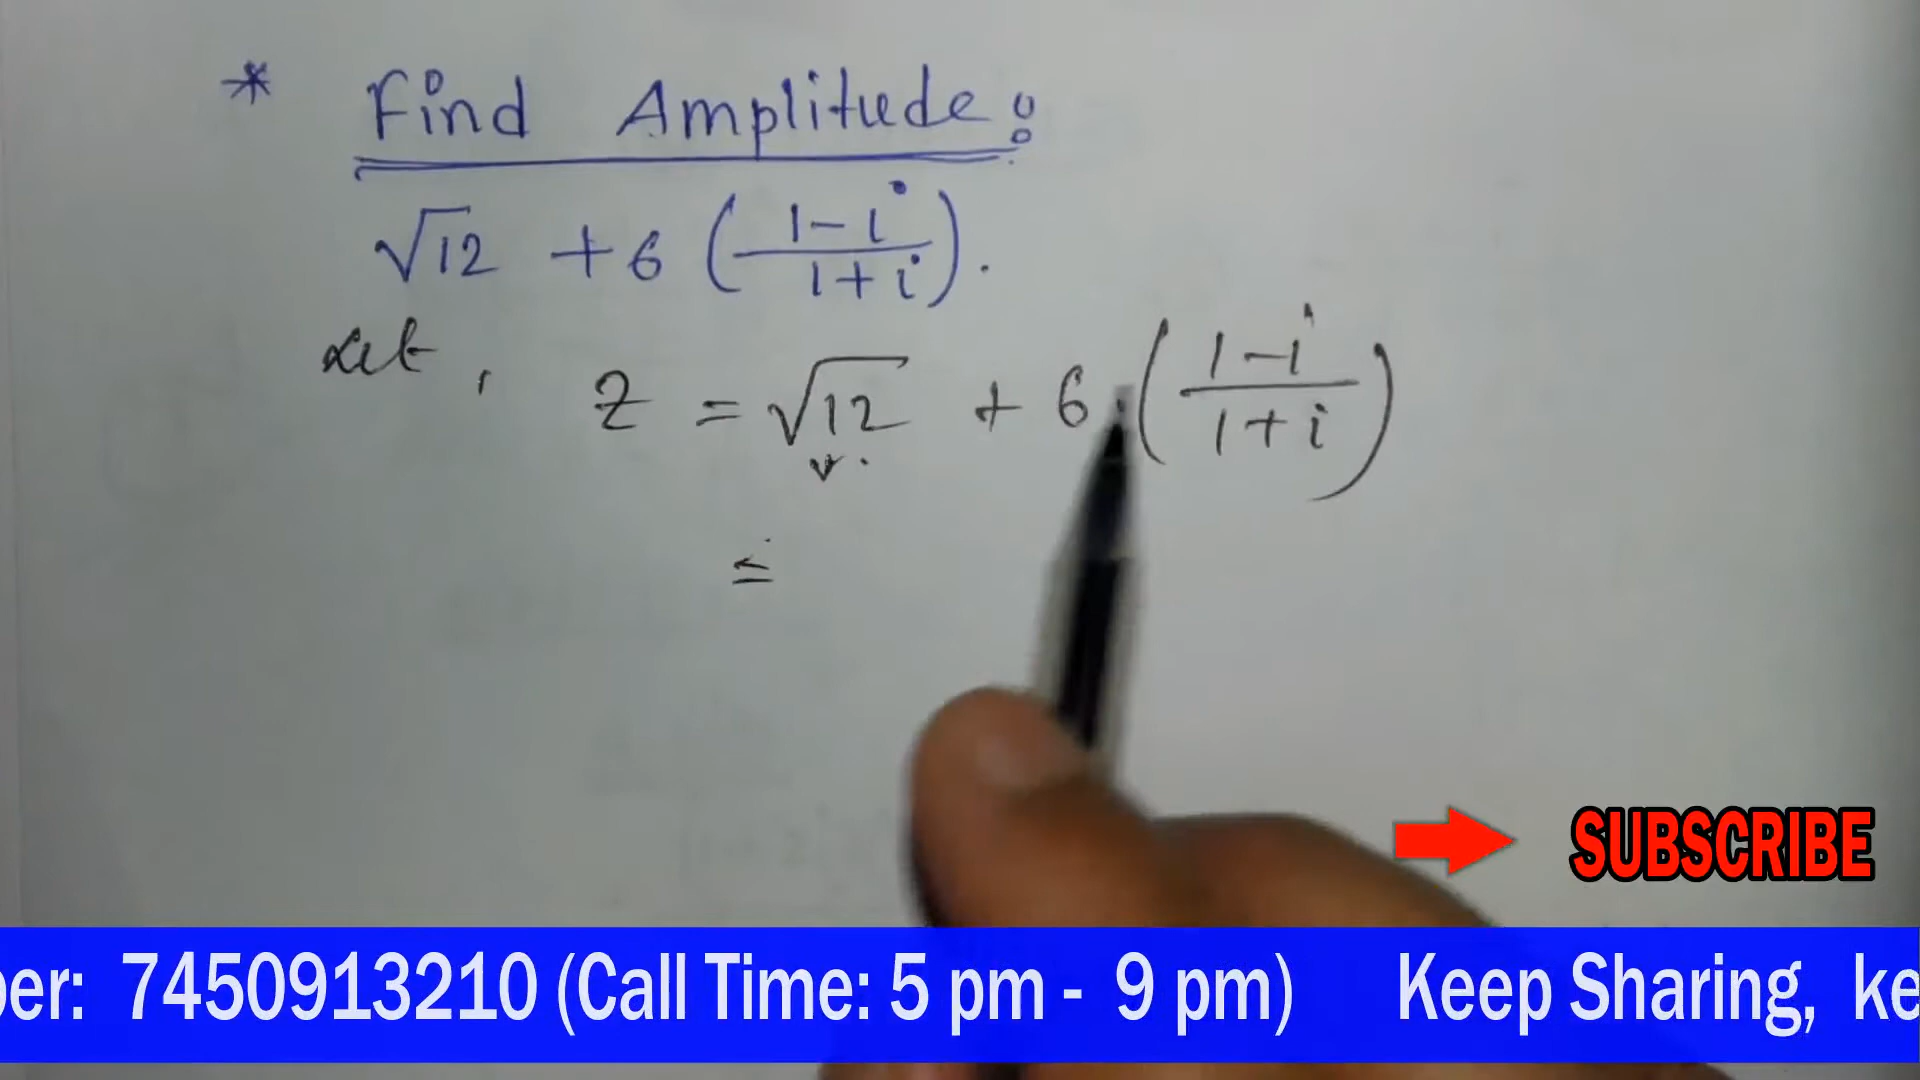 * Find Amplitude:
√12 + 6 (1-i / 1+i).
Let, Z = √12 + 6 (1-i / 1+i)
=
SUBSCRIBE
ber: 7450913210 (Call Time: 5 pm - 9 pm) Keep Sharing, ke